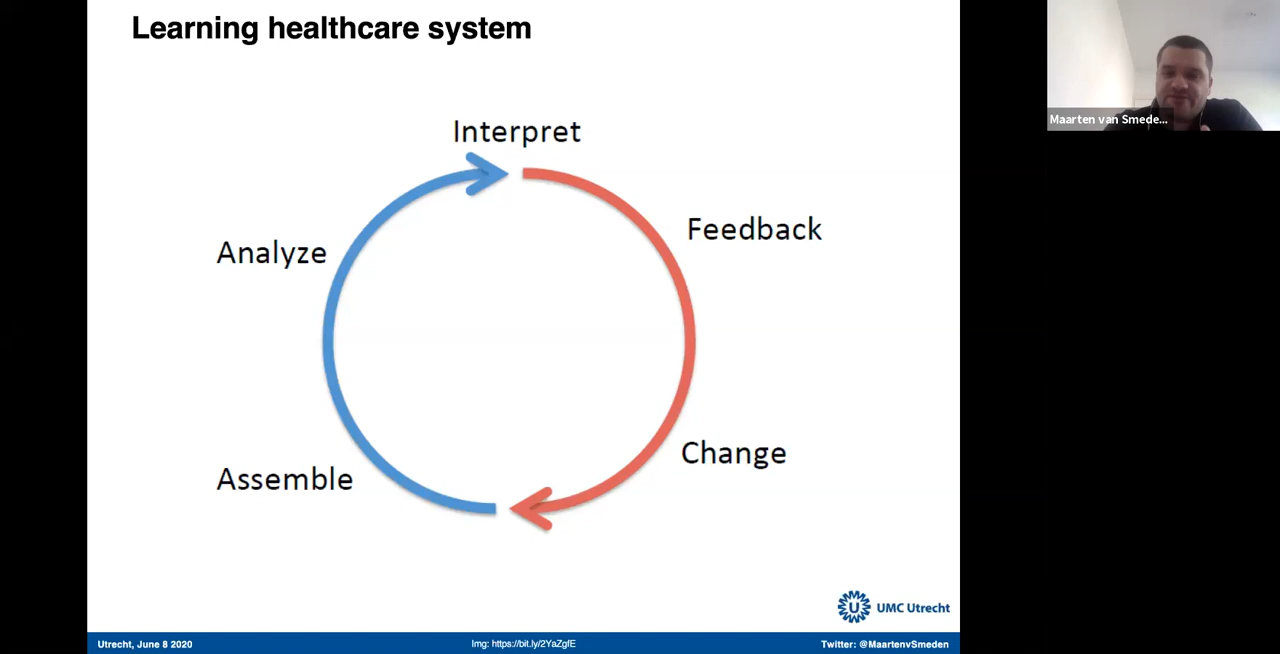 Learning healthcare system
Maarten van Smede...
Interpret
Feedback
Analyze
Change
Assemble
U
UMC Utrecht
Utrecht, June 8 2020
Img: https://bit.ly/2YaZgfE
Twitter: @MaartenvSmeden